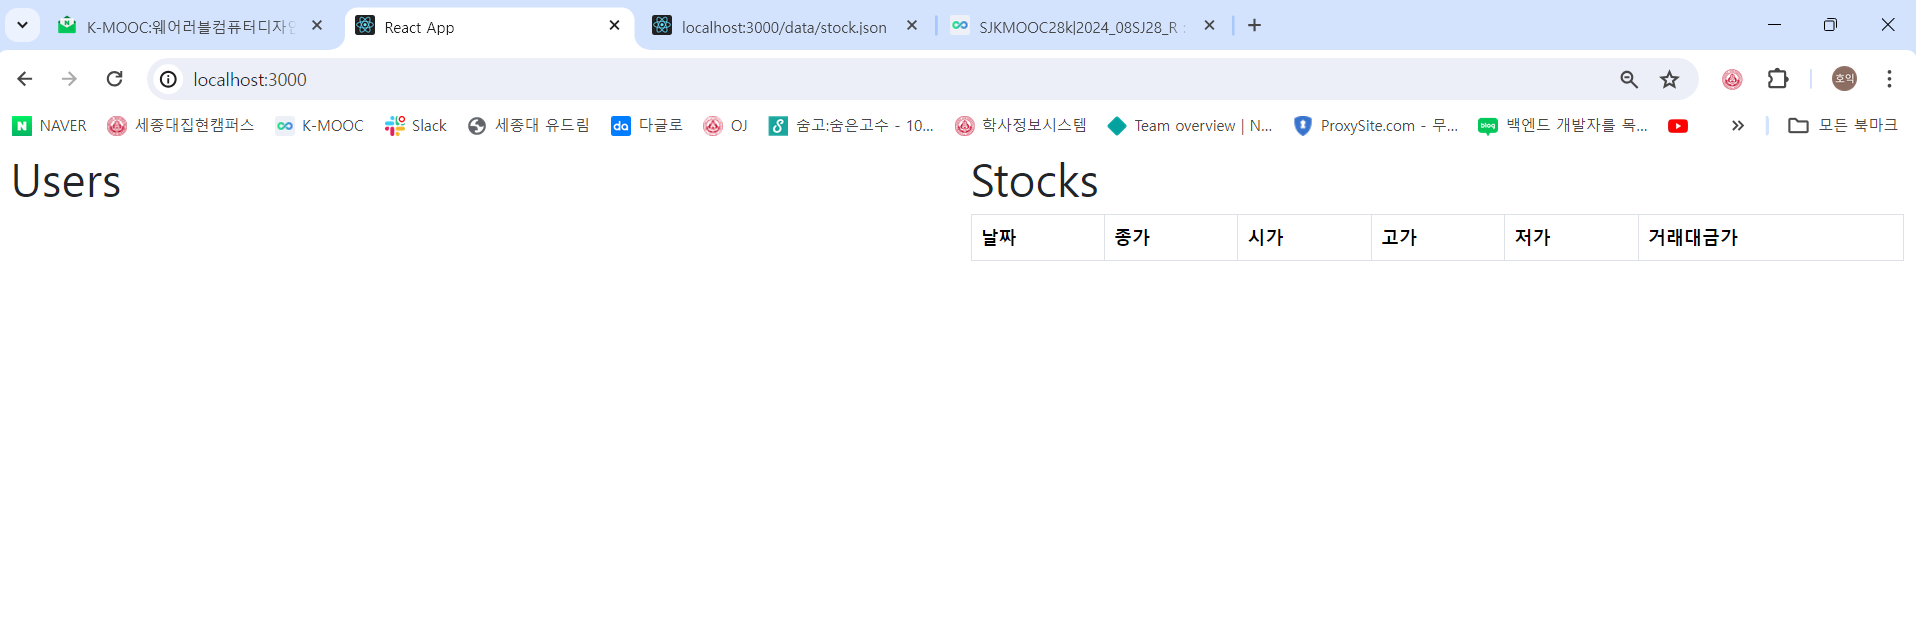 K-MOOC:웨어러블컴퓨터디자인
React App
localhost:3000/data/stock.json
SJKMOOC28k|2024_08SJ28_R :
localhost:3000
호익
NAVER
세종대집현캠퍼스
K-MOOC
Slack
세종대 유드림
da 다글로
OJ
숨고:숨은고수 - 10...
학사정보시스템
Team overview | N...
ProxySite.com - 무...
blog 백엔드 개발자를 목...
모든 북마크
Users
Stocks
날짜 종가 시가 고가 저가 거래대금가